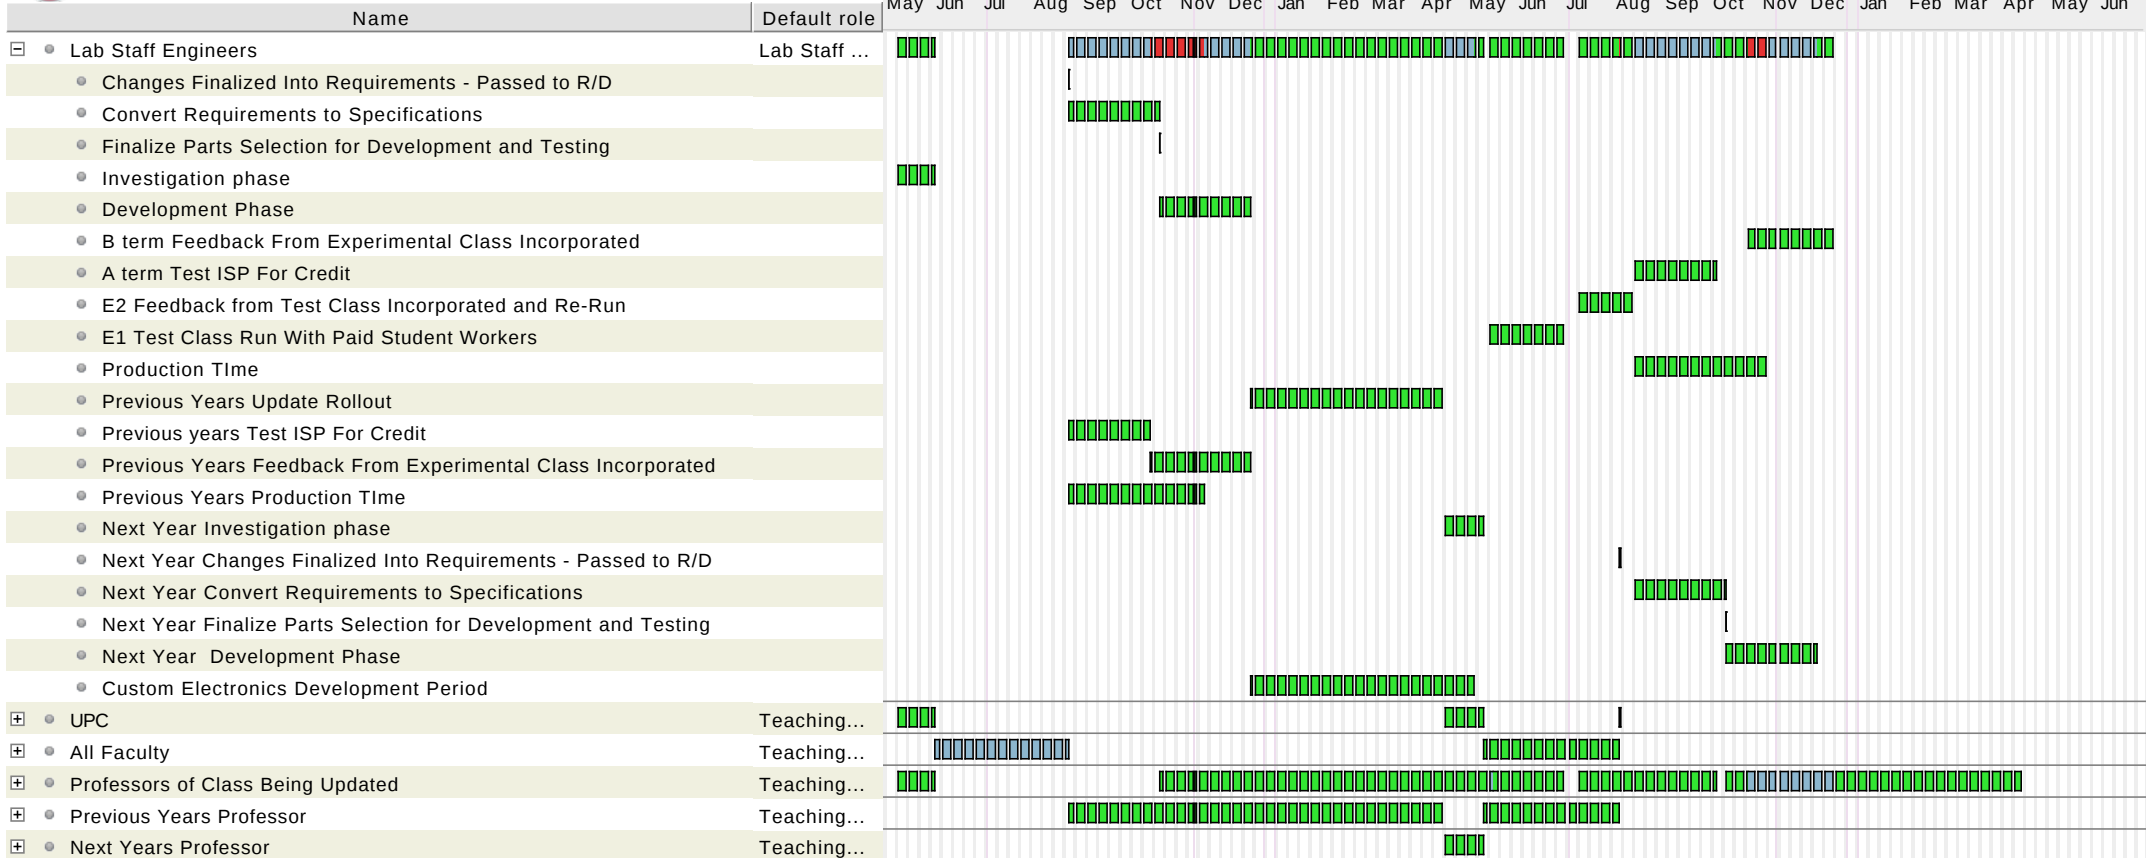 Name Default role May Jun Jul Aug Sep Oct Nov Dec Jan Feb Mar Apr May Jun Jul Aug Sep Oct Nov Dec Jan Feb Mar Apr May Jun
Lab Staff Engineers Lab Staff ...
Changes Finalized Into Requirements - Passed to R/D
Convert Requirements to Specifications
Finalize Parts Selection for Development and Testing
Investigation phase
Development Phase
B term Feedback From Experimental Class Incorporated
A term Test ISP For Credit
E2 Feedback from Test Class Incorporated and Re-Run
E1 Test Class Run With Paid Student Workers
Production TIme
Previous Years Update Rollout
Previous years Test ISP For Credit
Previous Years Feedback From Experimental Class Incorporated
Previous Years Production TIme
Next Year Investigation phase
Next Year Changes Finalized Into Requirements - Passed to R/D
Next Year Convert Requirements to Specifications
Next Year Finalize Parts Selection for Development and Testing
Next Year  Development Phase
Custom Electronics Development Period
UPC Teaching...
All Faculty Teaching...
Professors of Class Being Updated Teaching...
Previous Years Professor Teaching...
Next Years Professor Teaching...